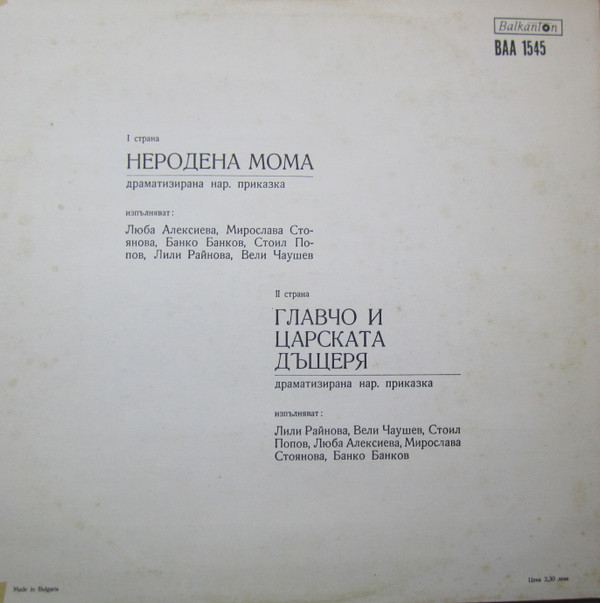 Balkanton
ВАА 1545
I страна
НЕРОДЕНА МОМА
драматизирана нар. приказка
изпълняват:
Люба Алексиева, Мирослава Сто-
янова, Банко Банков, Стоил По-
пов, Лили Райнова, Вели Чаушев
II страна
ГЛАВЧО И
ЦАРСКАТА
ДЪЩЕРЯ
драматизирана нар. приказка
изпълняват:
Лили Райнова, Вели Чаушев, Стоил
Попов, Люба Алексиева, Мирослава
Стоянова, Банко Банков
Made in Bulgaria
Цена 2,30 лева